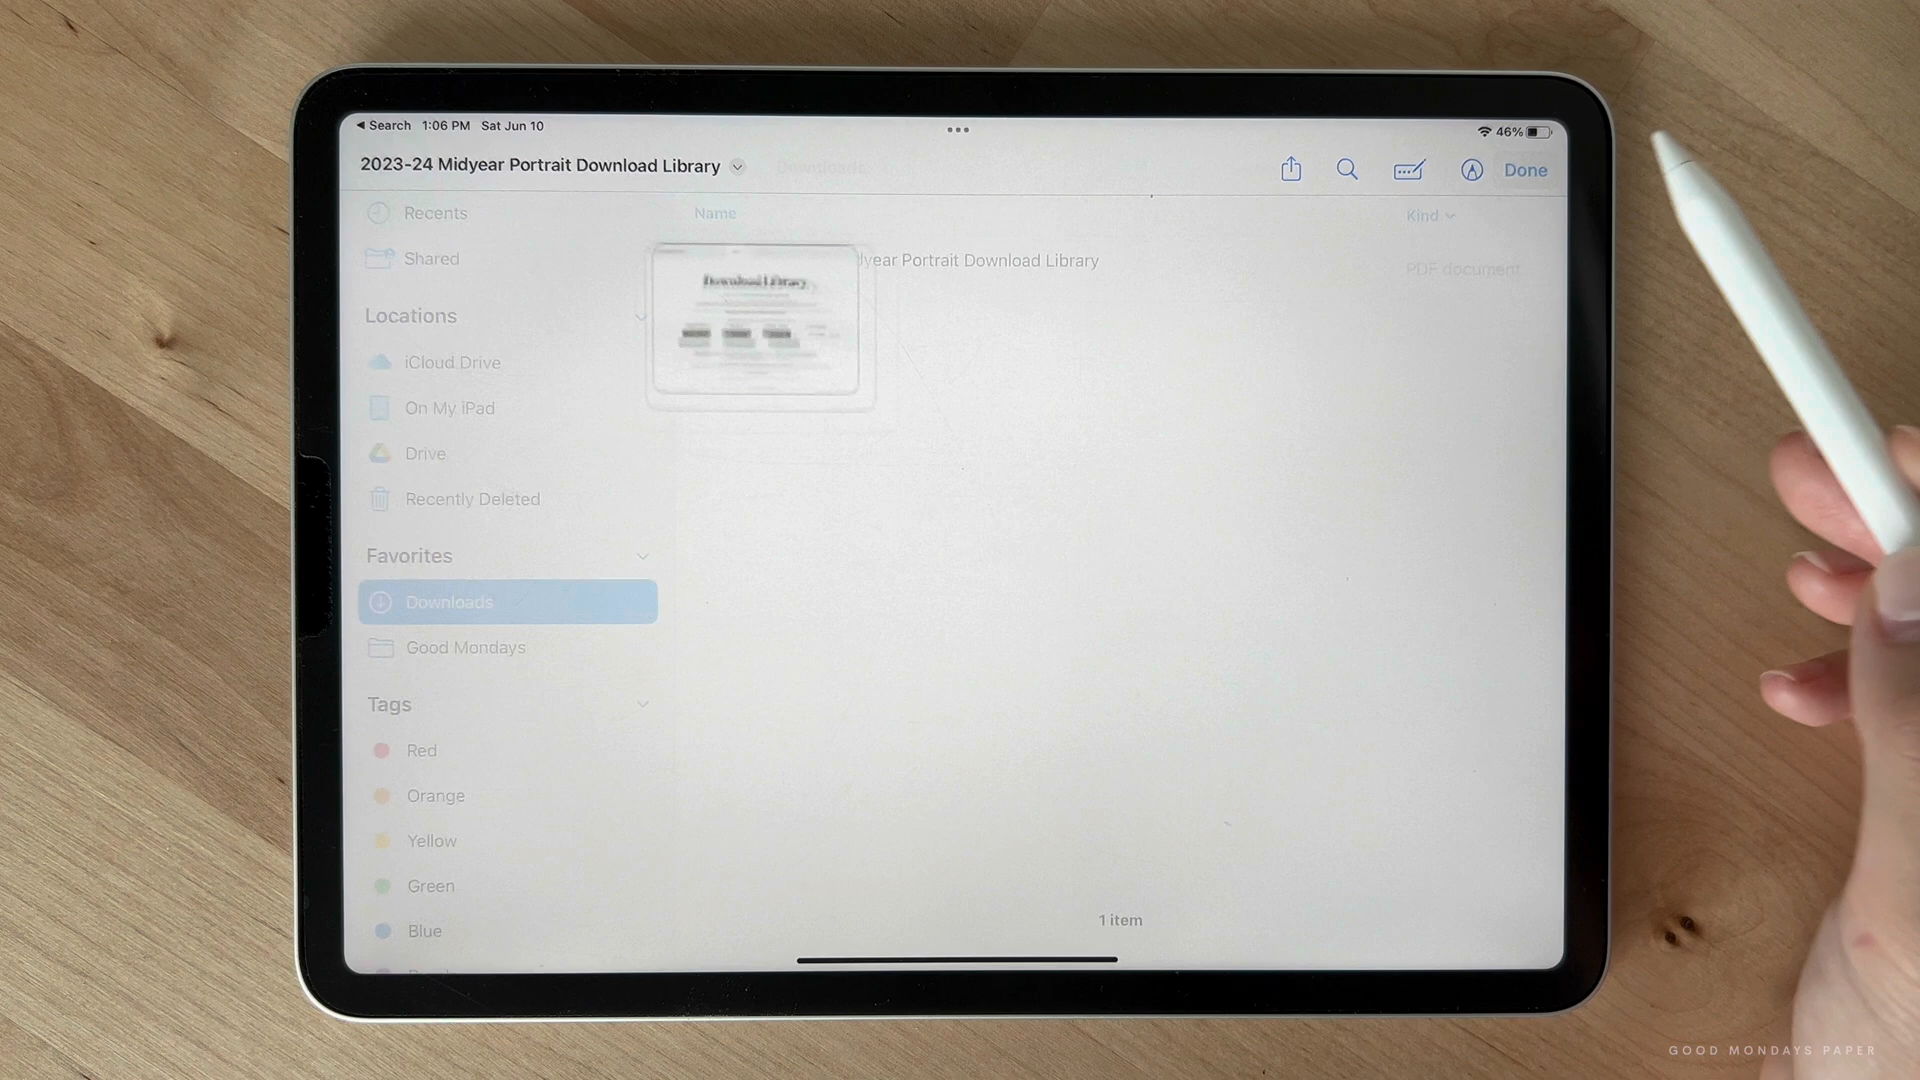 Search 1:06 PM Sat Jun 10
46%
2023-24 Midyear Portrait Download Library
Downloads
Done
Recents
Name
Kind
Shared
dyear Portrait Download Library
PDF document
Download Library
Locations
iCloud Drive
On My iPad
Drive
Recently Deleted
Favorites
Downloads
Good Mondays
Tags
Red
Orange
Yellow
Green
Blue
1 item
GOOD MONDAYS PAPER